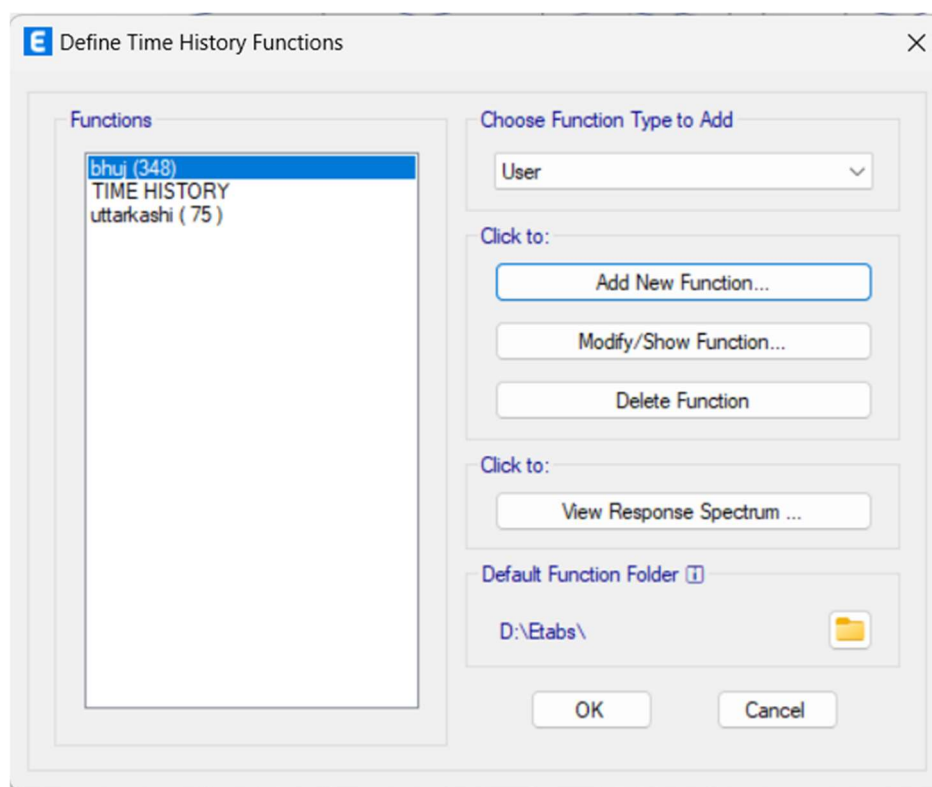 E Define Time History Functions
Functions
bhuj (348)
TIME HISTORY
uttarkashi ( 75 )
Choose Function Type to Add
User
Click to:
Add New Function...
Modify/Show Function...
Delete Function
Click to:
View Response Spectrum ...
Default Function Folder
D:\Etabs\
OK
Cancel